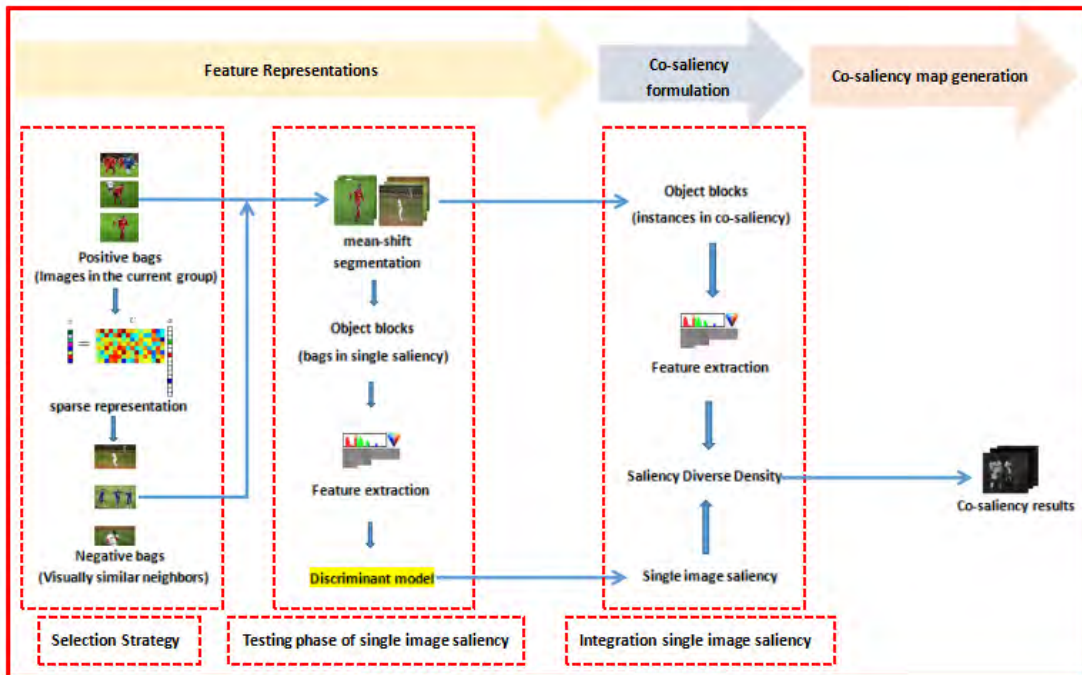 Feature Representations
Co-saliency
formulation
Co-saliency map generation
Positive bags
(Images in the current group)
=
sparse representation
Negative bags
(Visually similar neighbors)
Selection Strategy
mean-shift
segmentation
Object blocks
(bags in single saliency)
Feature extraction
Discriminant model
Testing phase of single image saliency
Object blocks
(instances in co-saliency)
Feature extraction
Saliency Diverse Density
Single image saliency
Integration single image saliency
Co-saliency results